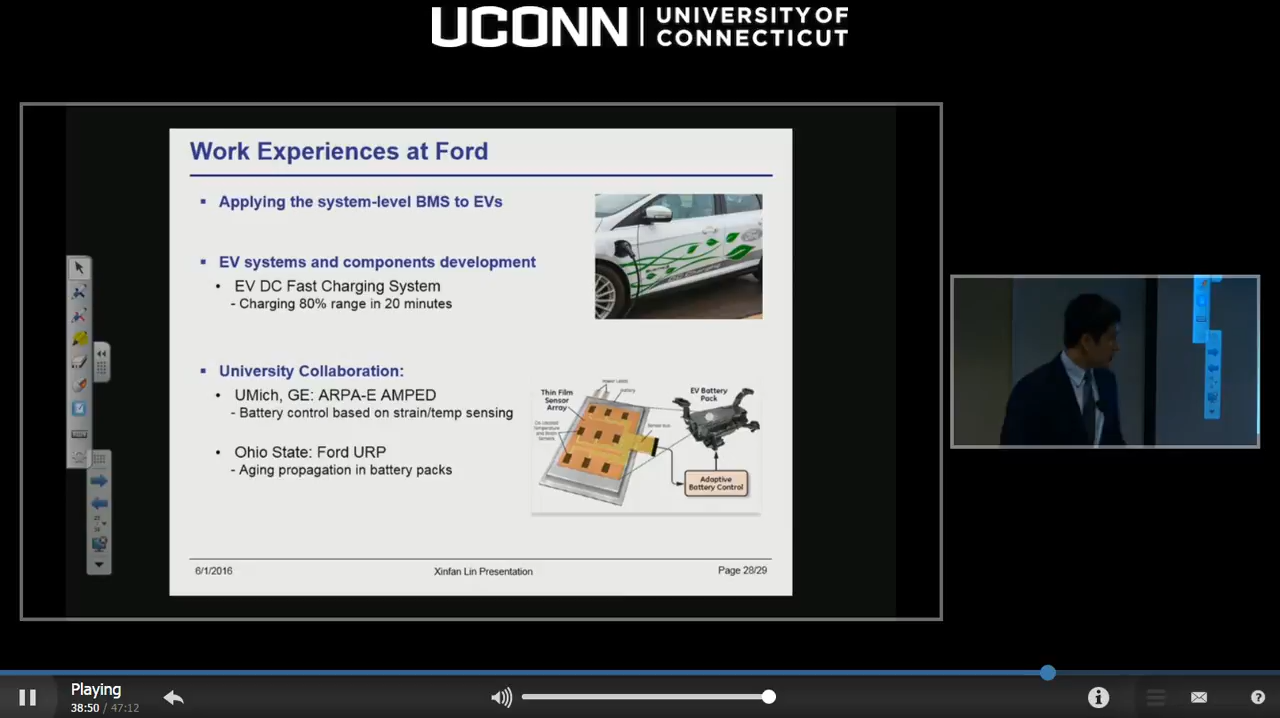 UCONN
UNIVERSITY OF
CONNECTICUT
Work Experiences at Ford
Applying the system-level BMS to EVs
EV systems and components development
EV DC Fast Charging System
- Charging 80% range in 20 minutes
University Collaboration:
UMich, GE: ARPA-E AMPED
- Battery control based on strain/temp sensing
Ohio State: Ford URP
- Aging propagation in battery packs
Thin Film
Sensor
Array
Battery
Sensor bus
EV Battery
Pack
Adaptive
Battery Control
6/1/2016
Xinfan Lin Presentation
Page 28/29
Playing
38:50 / 47:12